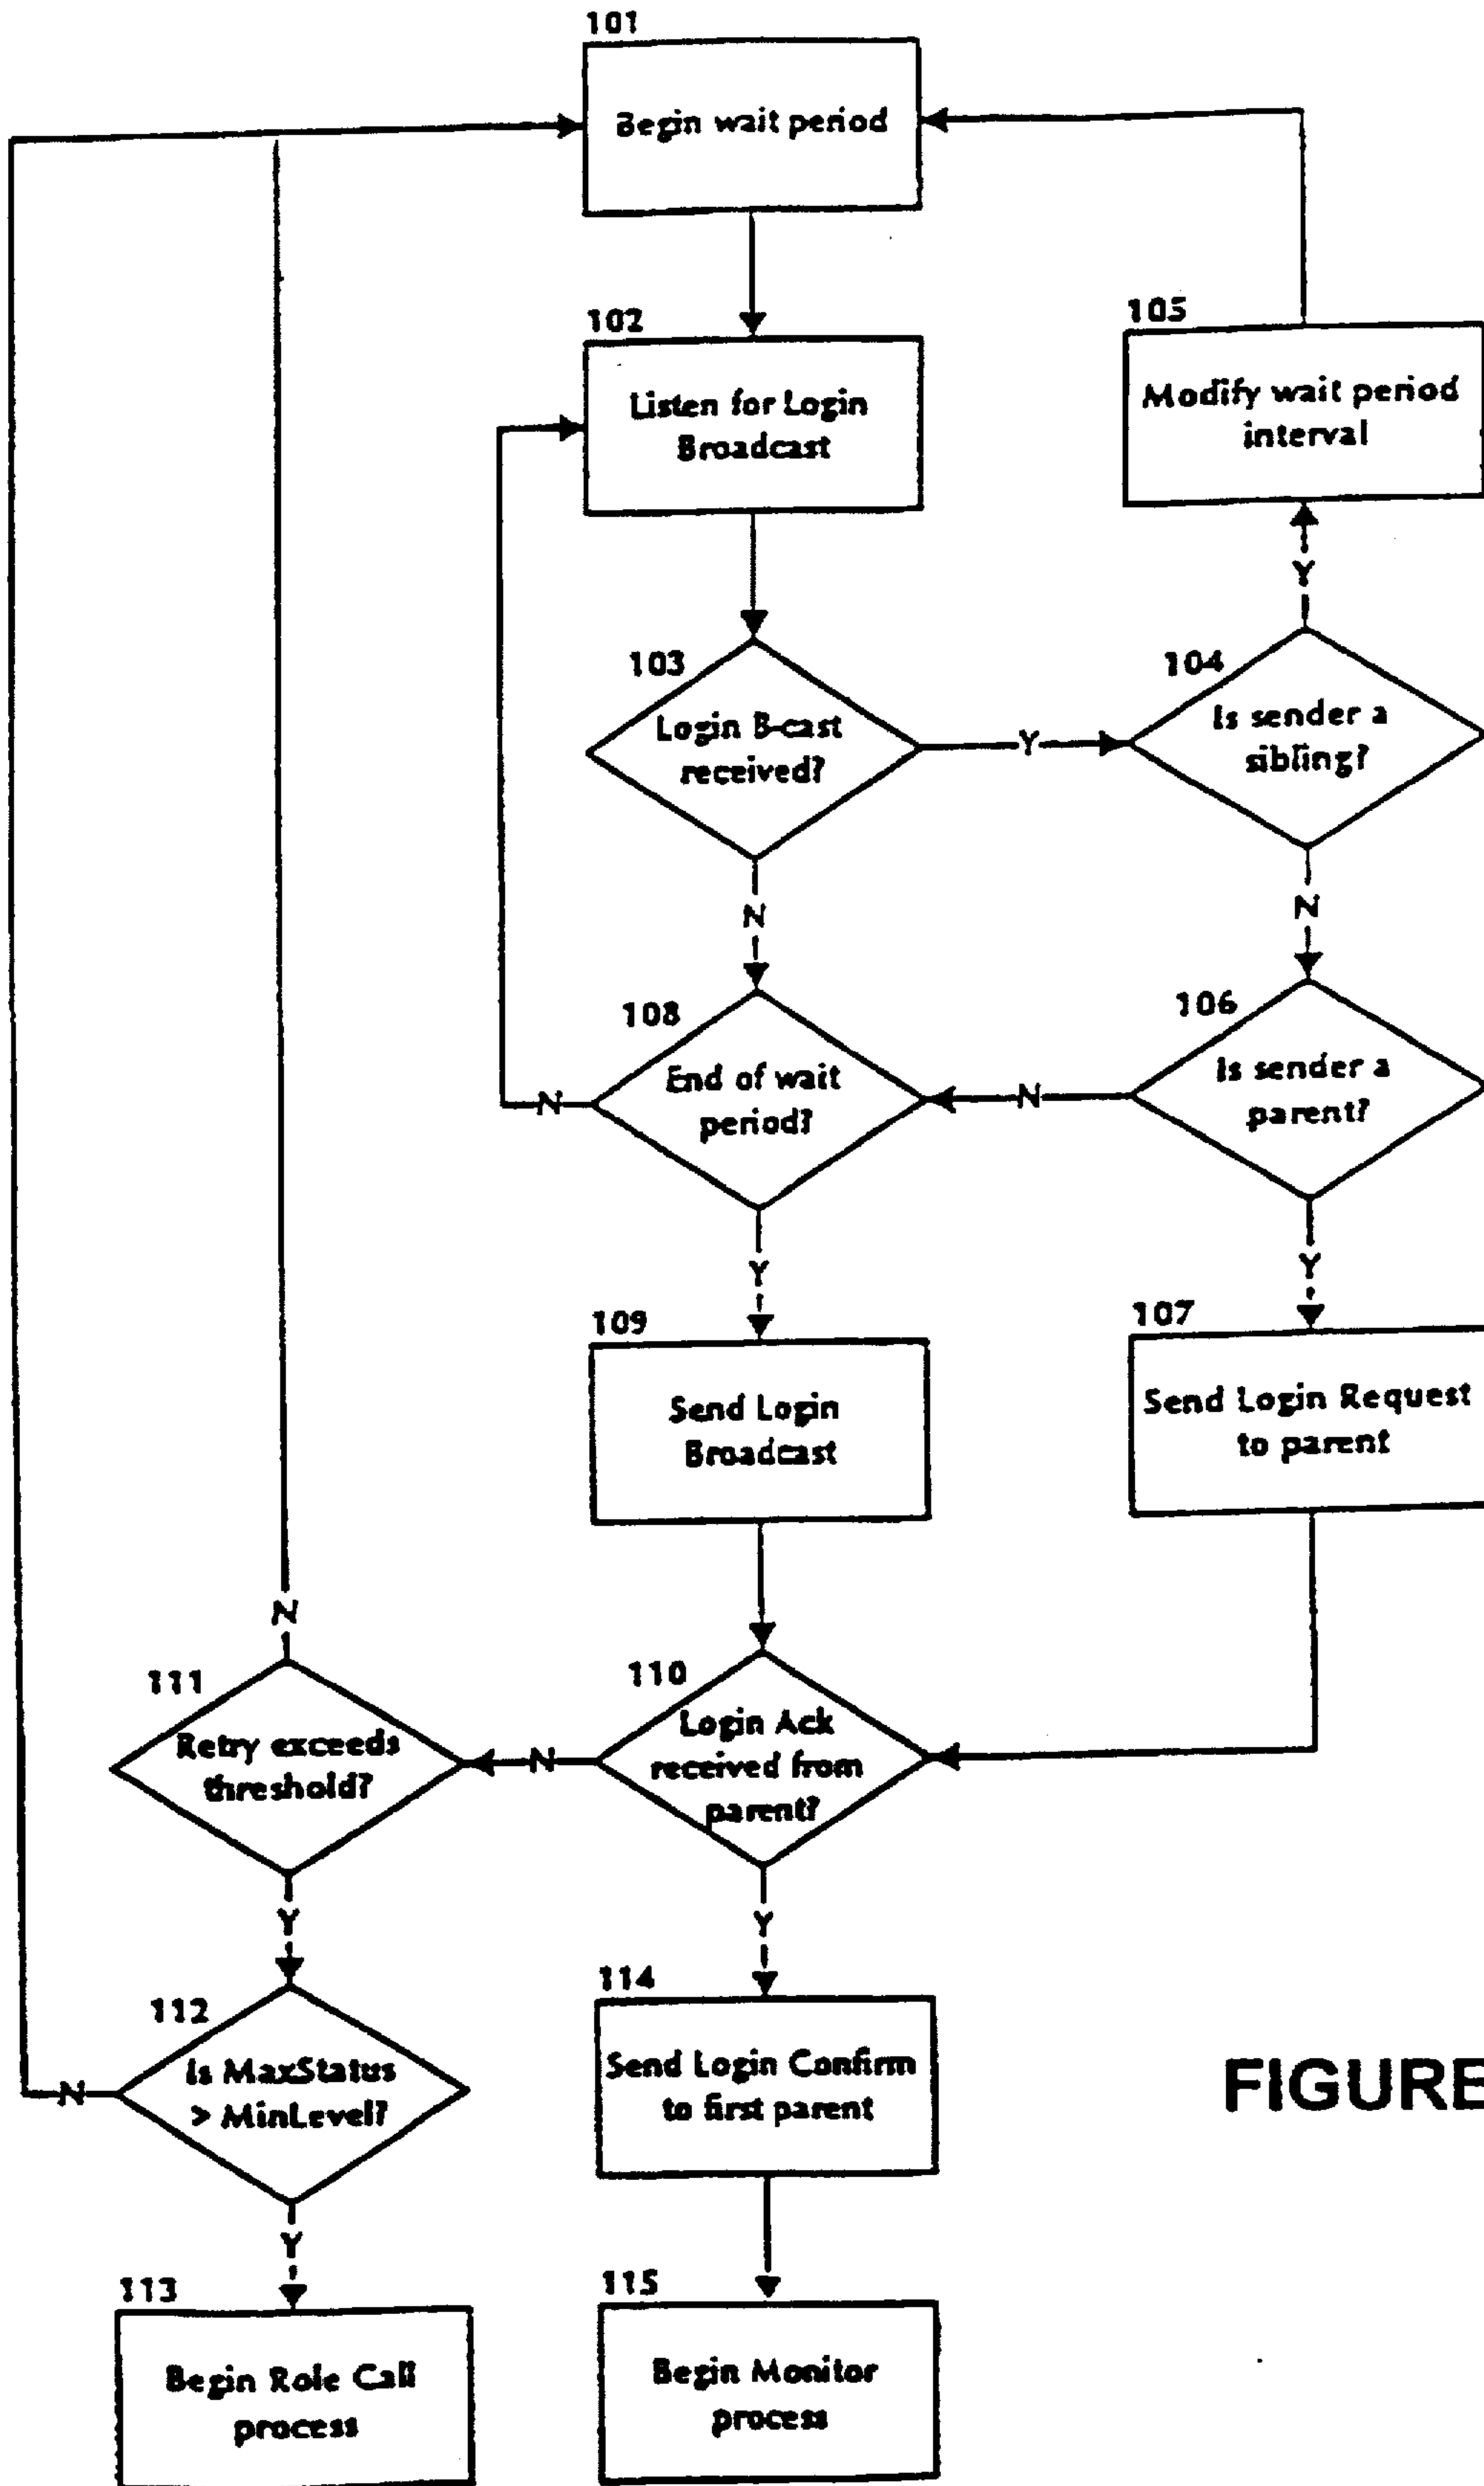 101
Begin wait period
102
Listen for Login
Broadcast
105
Modify wait period
interval
Y
103
Login B-cast
received?
Y
104
Is sender a
sibling?
N
N
108
End of wait
period?
N
N
106
Is sender a
parent?
Y
Y
109
Send Login
Broadcast
107
Send Login Request
to parent
N
111
Retry exceeds
threshold?
N
110
Login Ack
received from
parent?
Y
Y
112
Is MaxStatus
> MinLevel?
N
114
Send Login Confirm
to first parent
FIGURE
Y
113
Begin Role Call
process
115
Begin Monitor
process